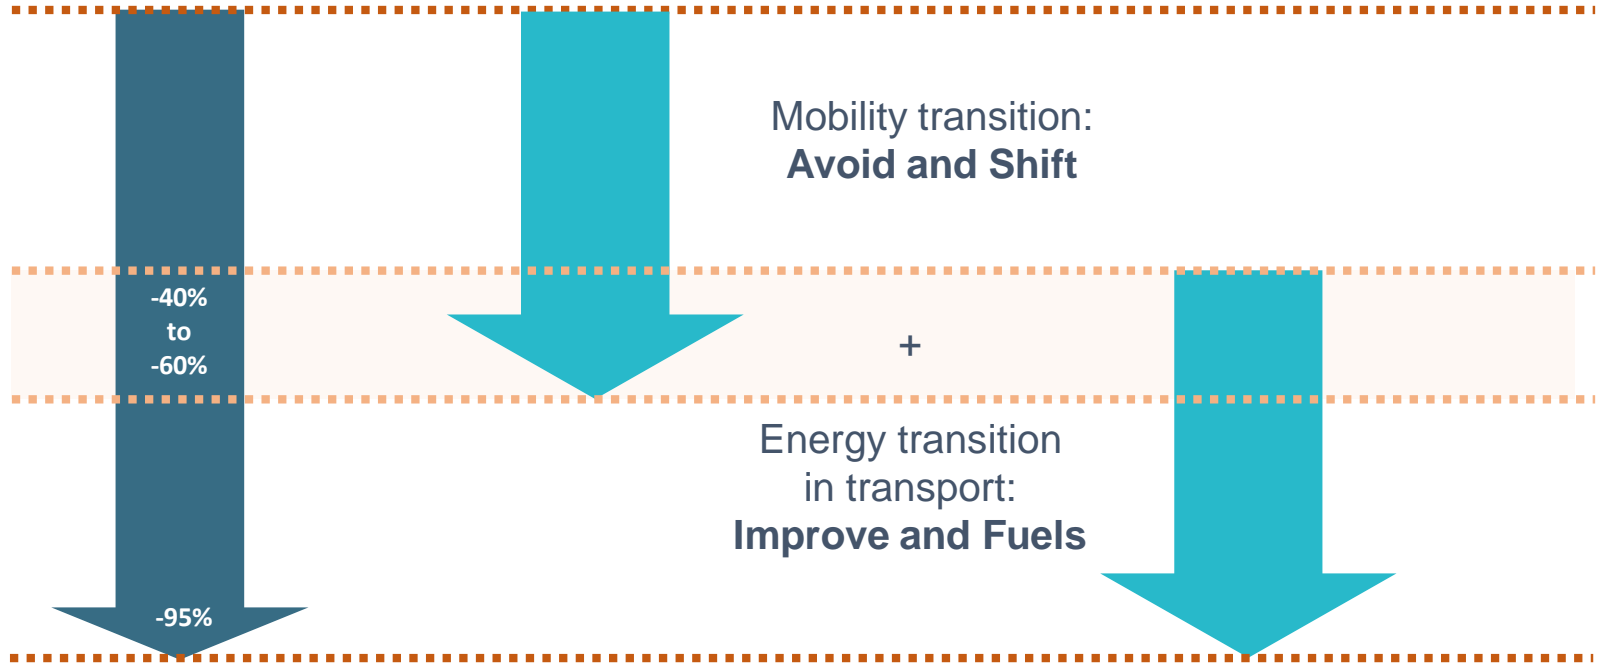 Mobility transition:
Avoid and Shift
-40%
to
-60%
+
Energy transition
in transport:
Improve and Fuels
-95%